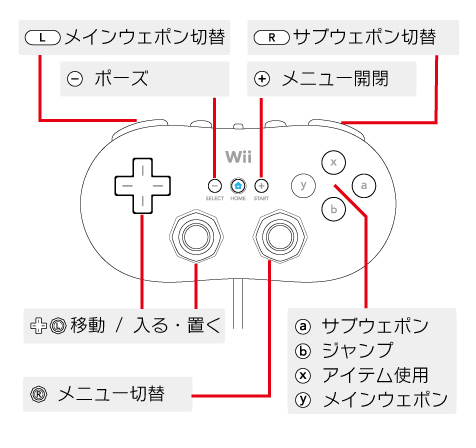 L メインウェポン切替
R サブウェポン切替
⊖ ポーズ
⊕ メニュー開閉
Wii
SELECT HOME START
x
y a
b
Ⓛ移動 / 入る・置く
Ⓡ メニュー切替
ⓐ サブウェポン
ⓑ ジャンプ
ⓧ アイテム使用
ⓨ メインウェポン